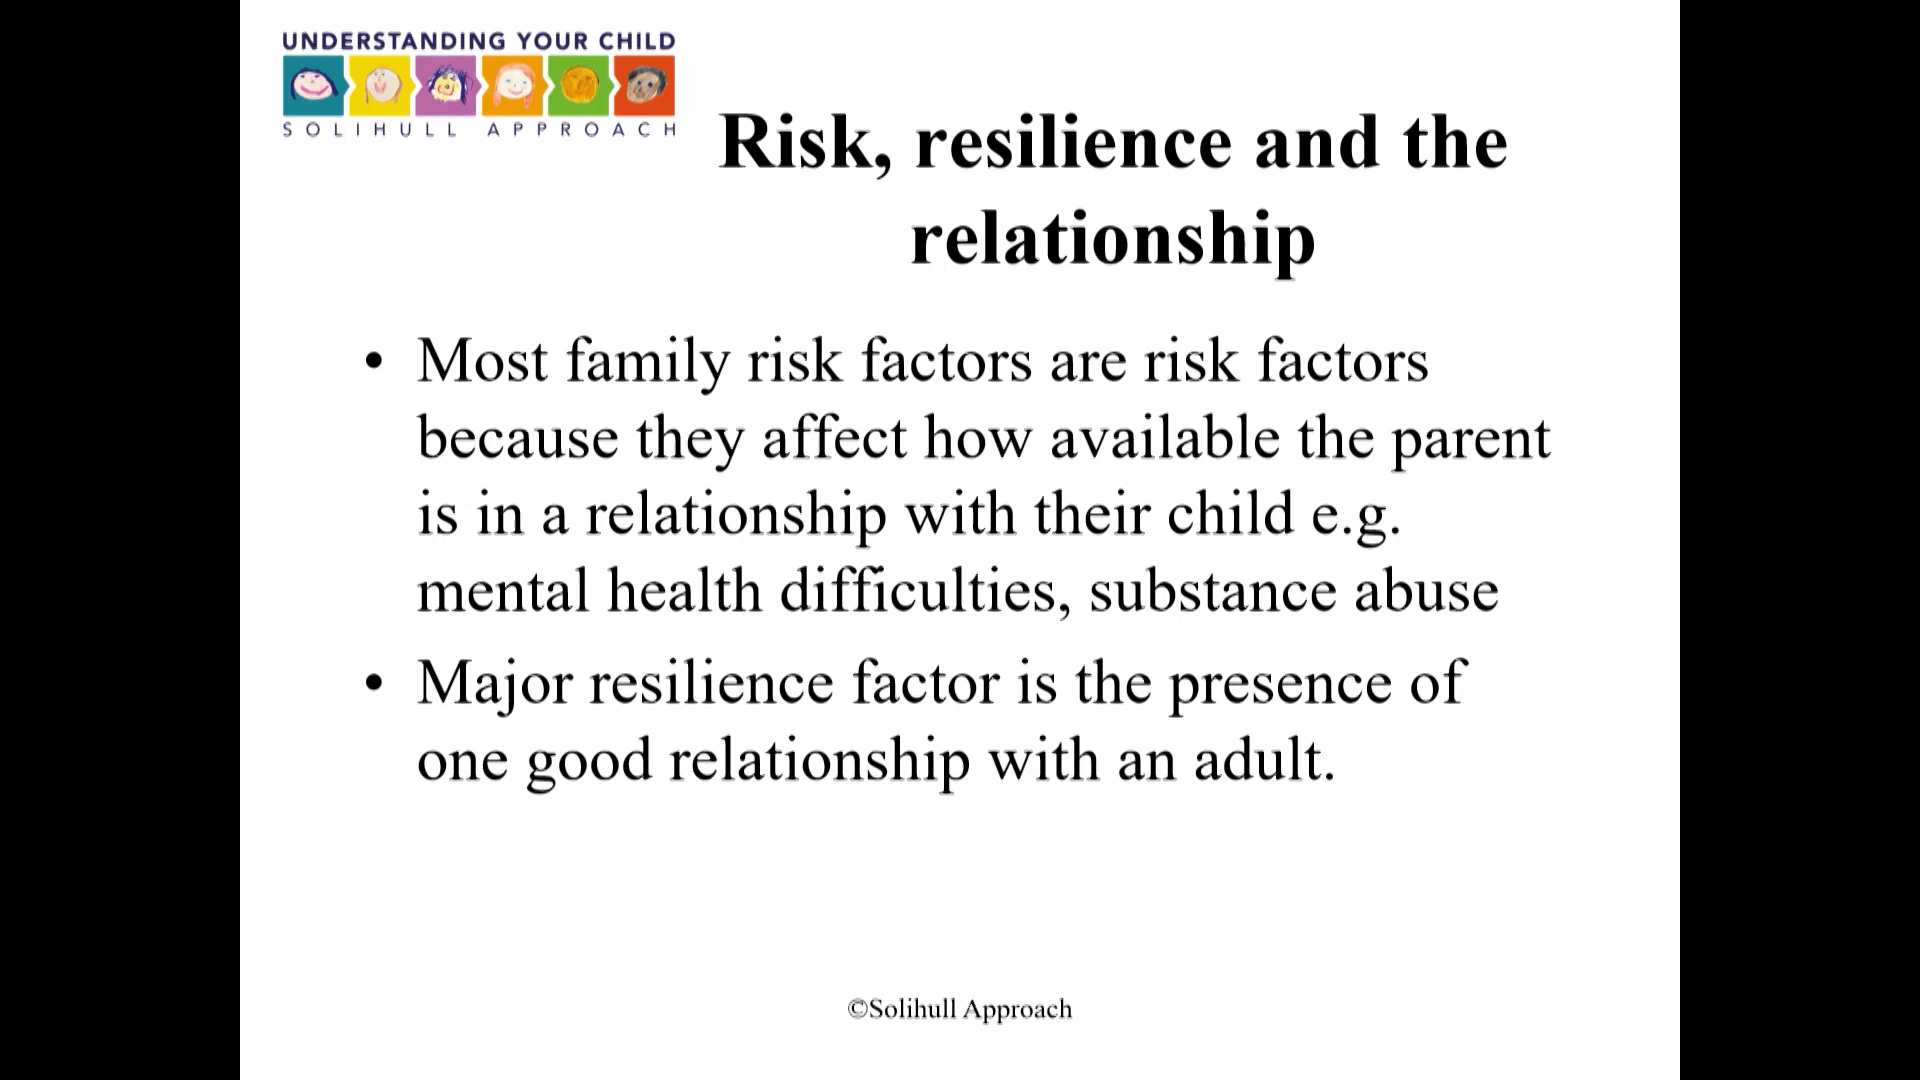 UNDERSTANDING YOUR CHILD
SOLIHULL APPROACH
Risk, resilience and the
relationship
• Most family risk factors are risk factors
because they affect how available the parent
is in a relationship with their child e.g.
mental health difficulties, substance abuse
• Major resilience factor is the presence of
one good relationship with an adult.
©Solihull Approach